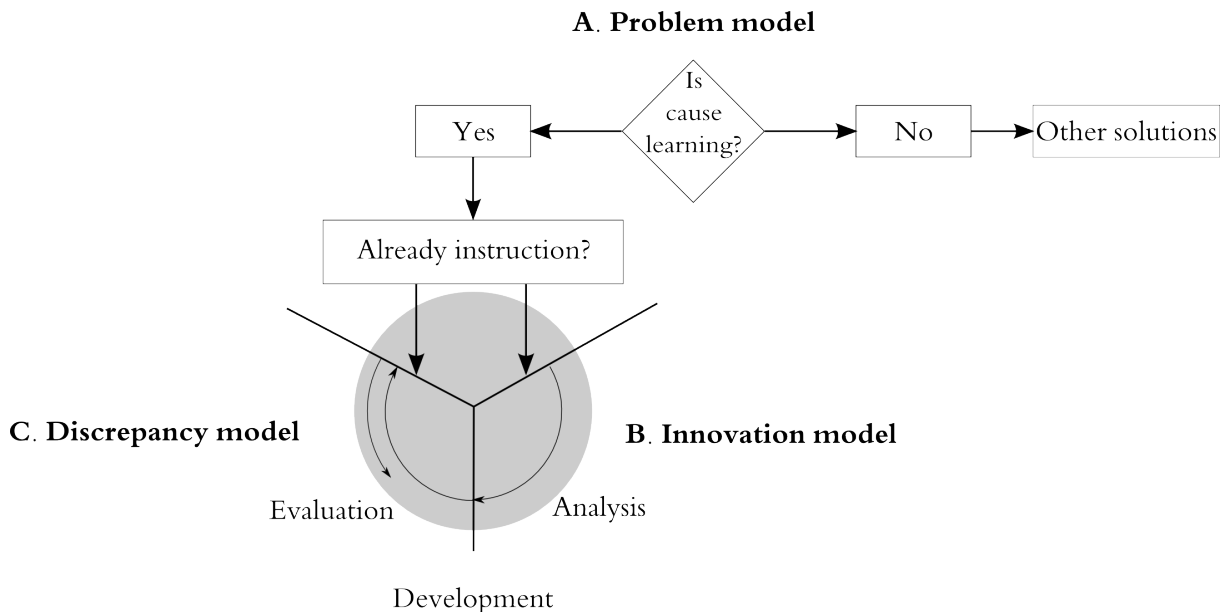 A. Problem model
Is
cause
learning?
Yes
No
Other solutions
Already instruction?
C. Discrepancy model
B. Innovation model
Evaluation
Analysis
Development